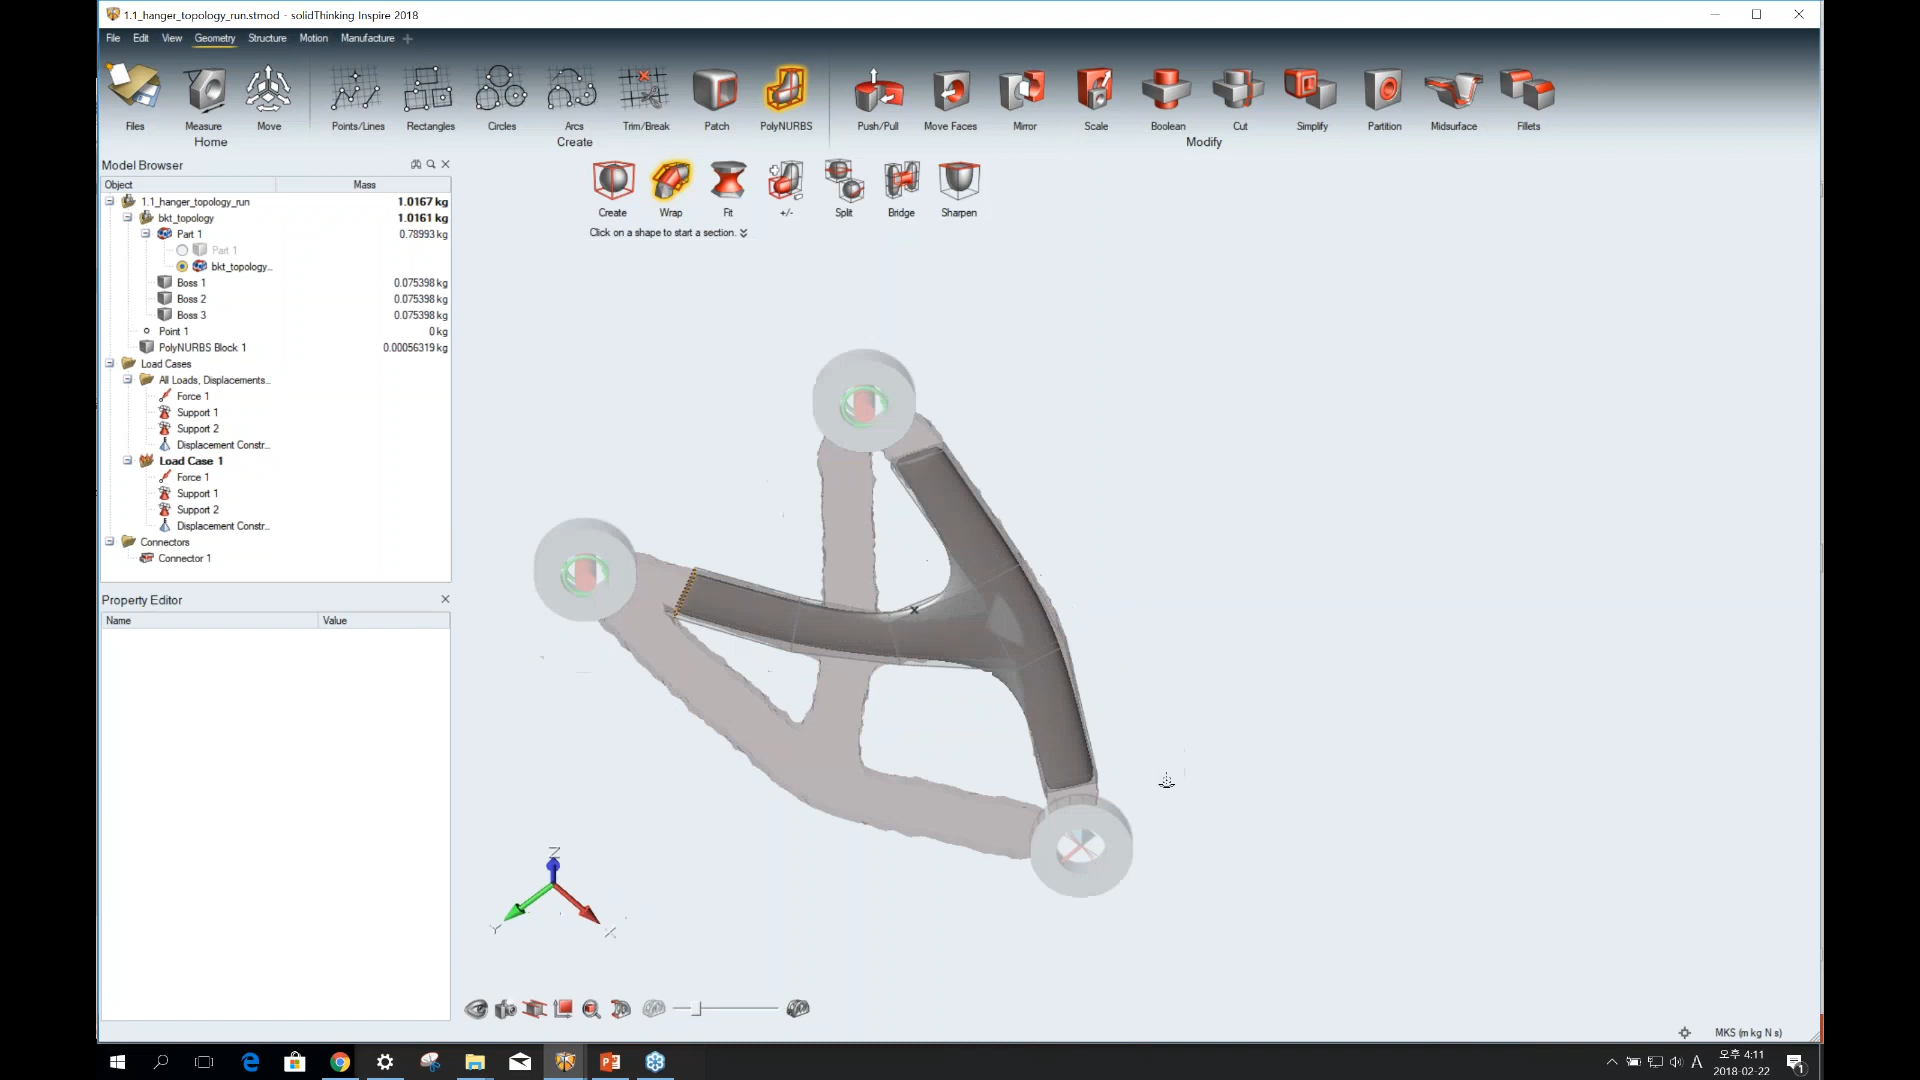 1.1_hanger_topology_run.stmod - solidThinking Inspire 2018
File Edit View Geometry Structure Motion Manufacture
Files Measure Move Points/Lines Rectangles Circles Arcs Trim/Break Patch PolyNURBS Push/Pull Move Faces Mirror Scale Boolean Cut Simplify Partition Midsurface Fillets
Home Create Modify
Model Browser
Object Mass
1.1_hanger_topology_run 1.0167 kg
bkt_topology 1.0161 kg
Part 1 0.78993 kg
Part 1
bkt_topology...
Boss 1 0.075398 kg
Boss 2 0.075398 kg
Boss 3 0.075398 kg
Point 1 0 kg
PolyNURBS Block 1 0.00056319 kg
Load Cases
All Loads, Displacements...
Force 1
Support 1
Support 2
Displacement Constr...
Load Case 1
Force 1
Support 1
Support 2
Displacement Constr...
Connectors
Connector 1
Property Editor
Name Value
Create Wrap Fit +/- Split Bridge Sharpen
Click on a shape to start a section.
Z
Y
X
MKS (m kg N s)
A
오후 4:11
2018-02-22
1